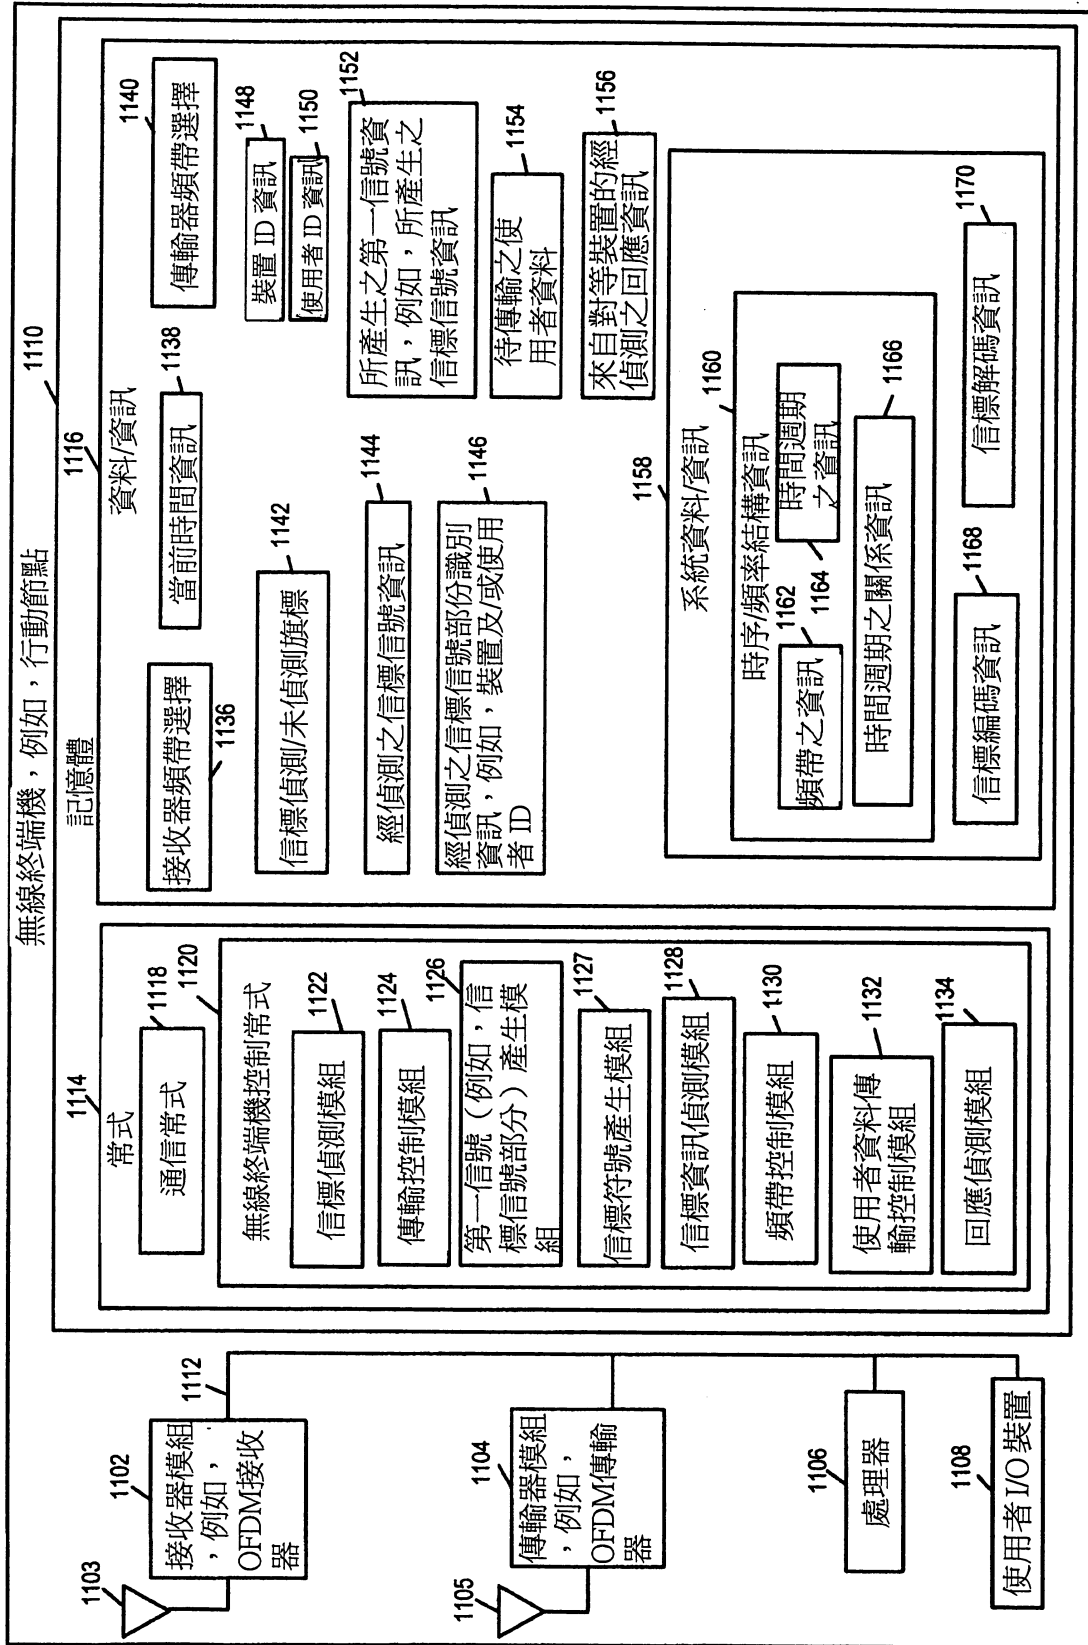 無線終端機，例如，行動節點
1110
1102
1103
接收器模組
，例如，
OFDM接收
器
1112
1104
1105
傳輸器模組
，例如，
OFDM傳輸
器
1106
處理器
1108
使用者 I/O 裝置
記憶體
1114
常式
1118
通信常式
1120
無線終端機控制常式
1122
信標偵測模組
1124
傳輸控制模組
1126
第一信號（例如，信
標信號部分）產生模
組
1127
信標符號產生模組
1128
信標資訊偵測模組
1130
頻帶控制模組
1132
使用者資料傳
輸控制模組
1134
回應偵測模組
1116
資料/資訊
接收器頻帶選擇
1136
當前時間資訊
1138
傳輸器頻帶選擇
1140
信標偵測/未偵測旗標
1142
經偵測之信標信號資訊
1144
經偵測之信標信號部份識別
資訊，例如，裝置及/或使用
者 ID
1146
裝置 ID 資訊
1148
使用者 ID 資訊
1150
所產生之第一信號資
訊，例如，所產生之
信標信號資訊
1152
待傳輸之使
用者資料
1154
來自對等裝置的經
偵測之回應資訊
1156
1158
系統資料/資訊
1160
時序/頻率結構資訊
頻帶之資訊
1162
時間週期
之資訊
1164
時間週期之關係資訊
1166
信標編碼資訊
1168
信標解碼資訊
1170